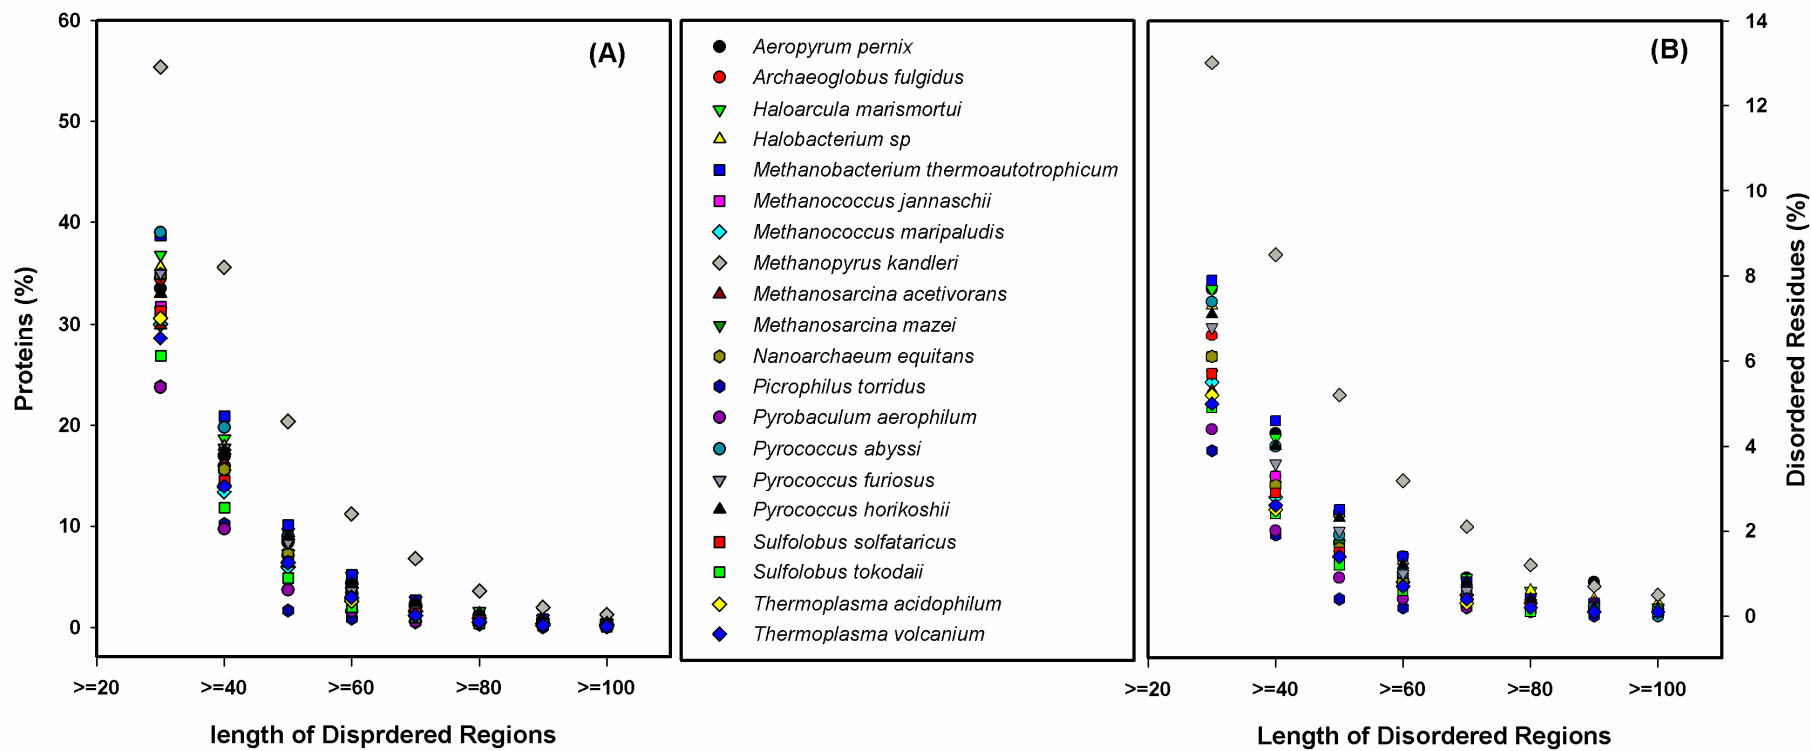 60
50
40
30
20
10
0
Proteins (%)
(A)
>=20
>=40
>=60
>=80
>=100
length of Disprdered Regions
Aeropyrum pernix
Archaeoglobus fulgidus
Haloarcula marismortui
Halobacterium sp
Methanobacterium thermoautotrophicum
Methanococcus jannaschii
Methanococcus maripaludis
Methanopyrus kandleri
Methanosarcina acetivorans
Methanosarcina mazei
Nanoarchaeum equitans
Picrophilus torridus
Pyrobaculum aerophilum
Pyrococcus abyssi
Pyrococcus furiosus
Pyrococcus horikoshii
Sulfolobus solfataricus
Sulfolobus tokodaii
Thermoplasma acidophilum
Thermoplasma volcanium
(B)
14
12
10
8
6
4
2
0
Disordered Residues (%)
>=20
>=40
>=60
>=80
>=100
Length of Disordered Regions